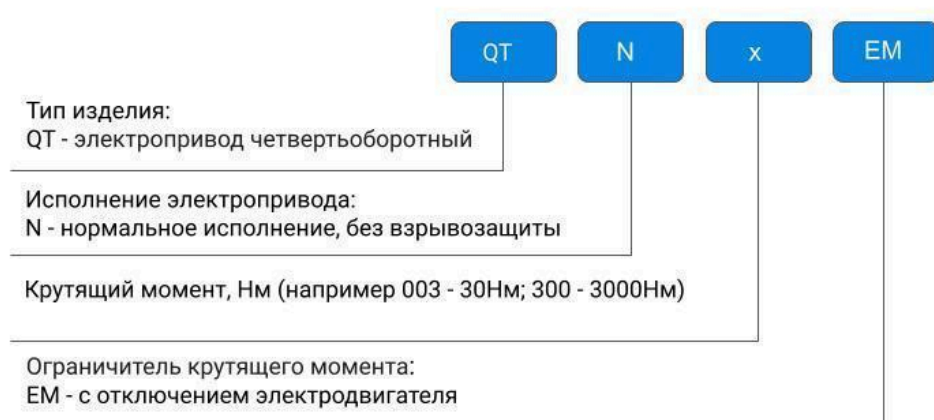 QT N x EM
Тип изделия:
QT - электропривод четвертьоборотный
Исполнение электропривода:
N - нормальное исполнение, без взрывозащиты
Крутящий момент, Нм (например 003 - 30Нм; 300 - 3000Нм)
Ограничитель крутящего момента:
EM - с отключением электродвигателя